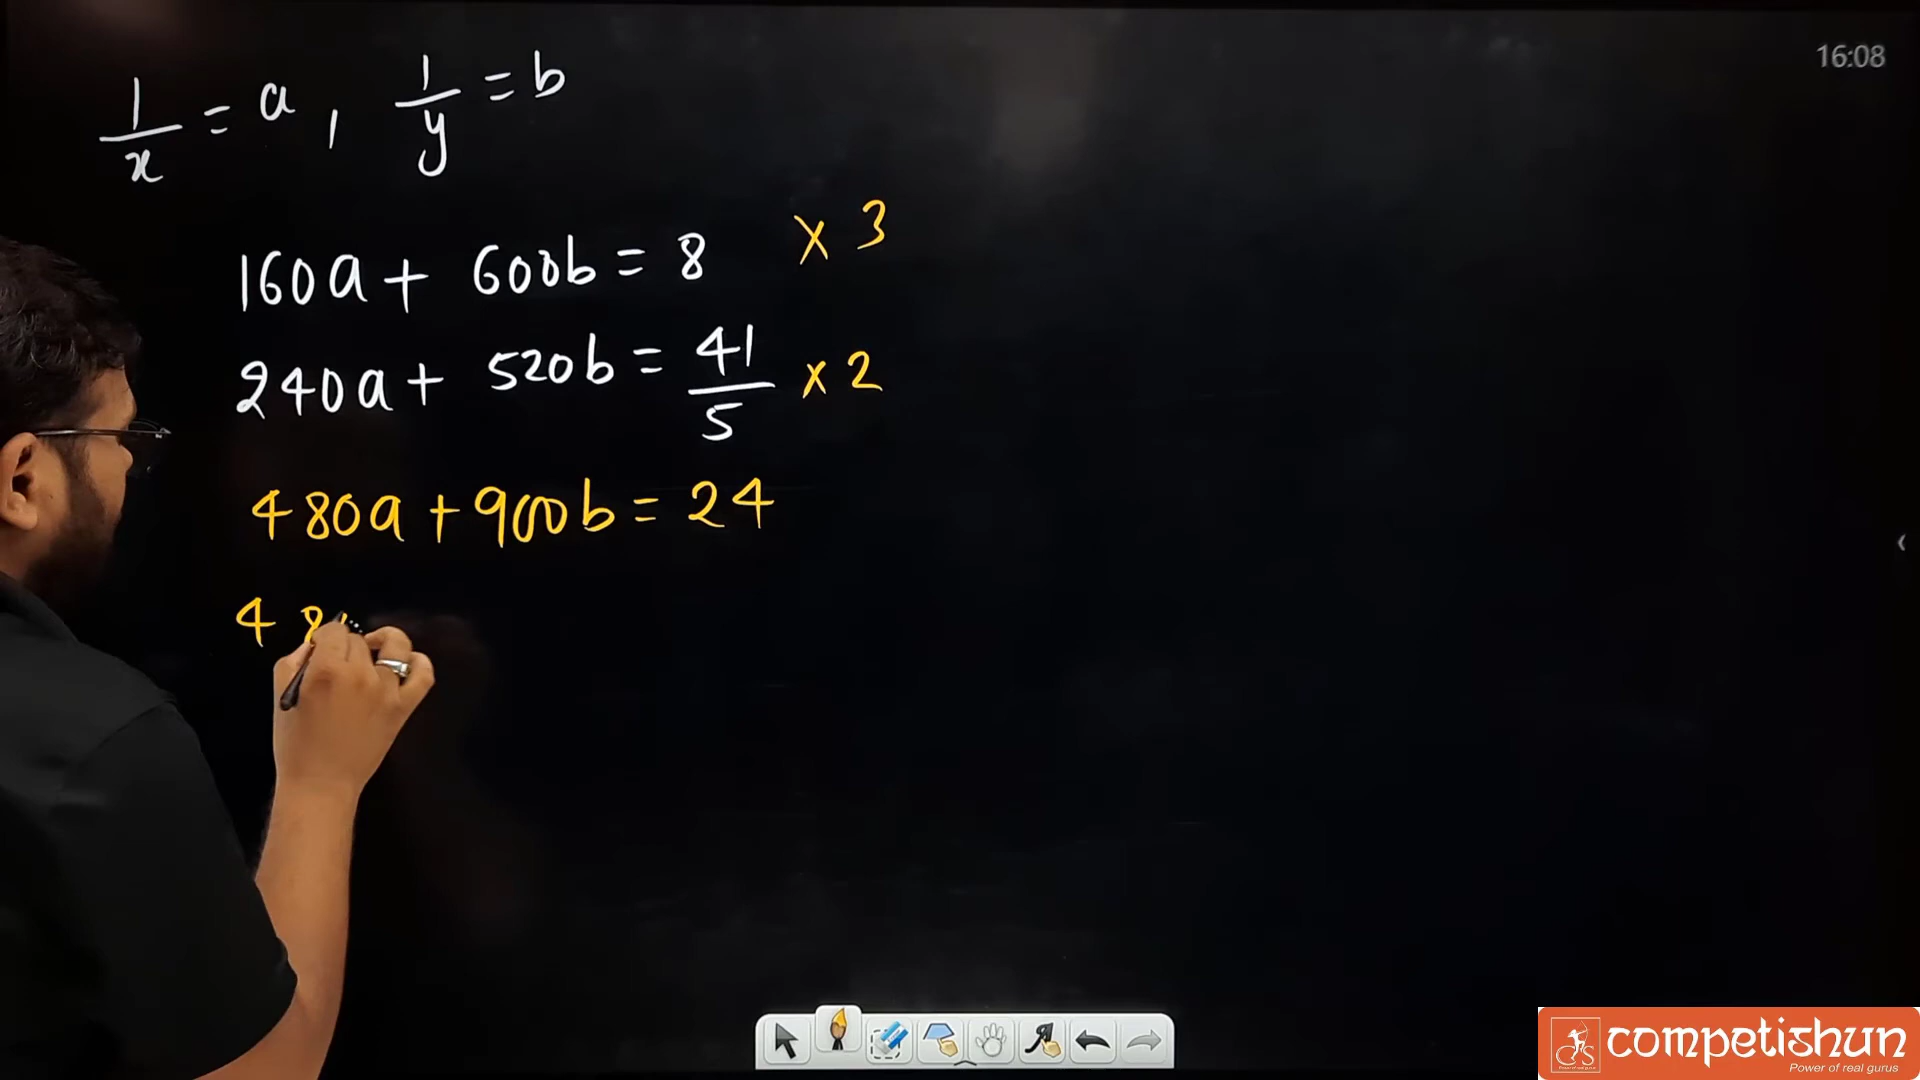 16:08
1/x = a, 1/y = b
160a + 600b = 8 × 3
240a + 520b = 41/5 × 2
480a + 900b = 24
48
competishun
Power of real gurus